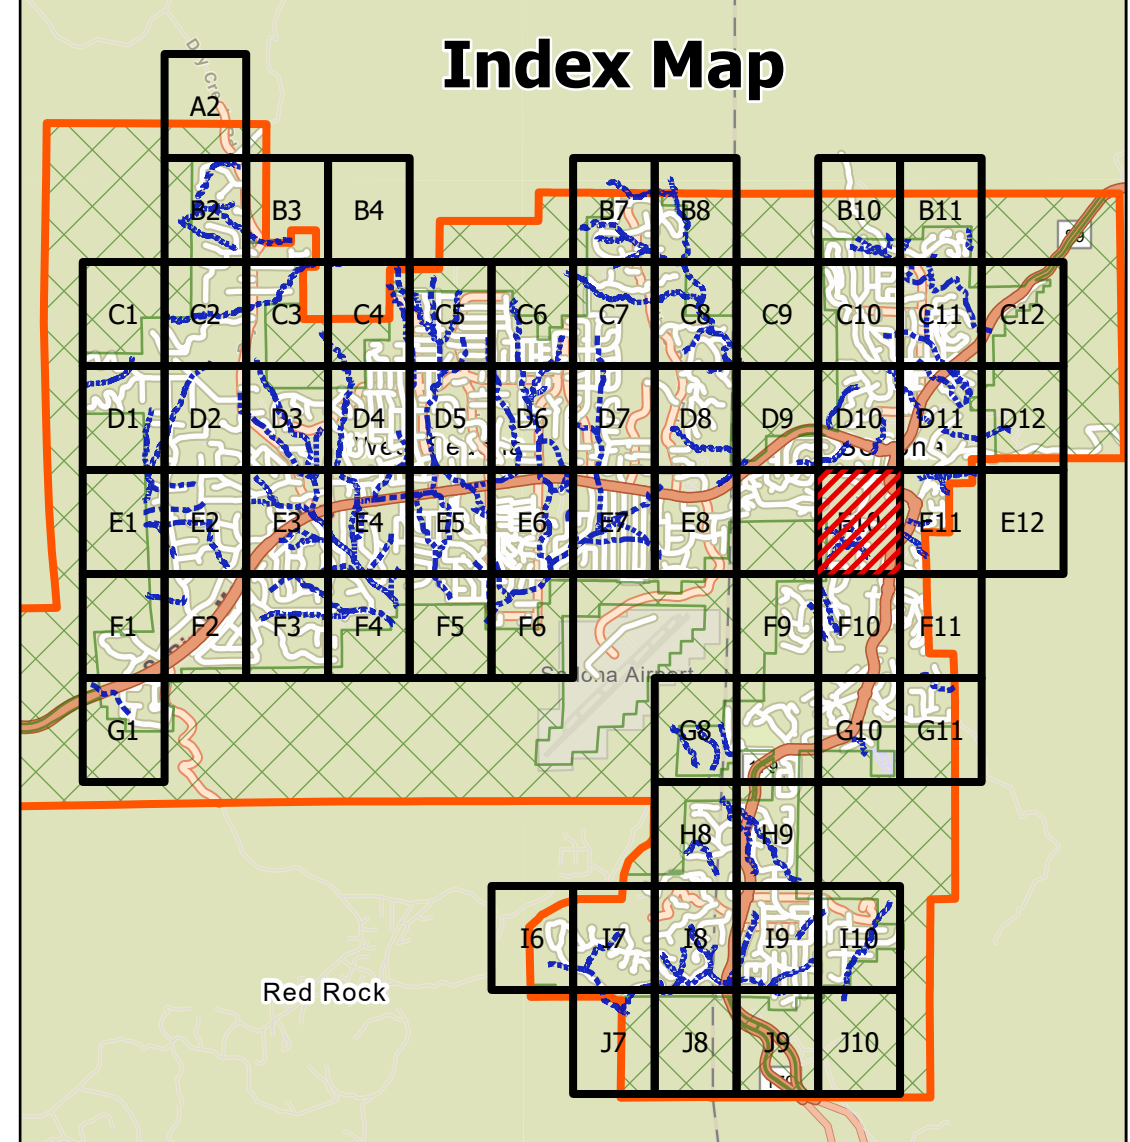 Index Map
A2
B2 B3 B4 B7 B8 B10 B11
C1 C2 C3 C4 C5 C6 C7 C8 C9 C10 C11 C12
D1 D2 D3 D4 D5 D6 D7 D8 D9 D10 D11 D12
E1 E2 E3 E4 E5 E6 E7 E8 E10 E11 E12
F1 F2 F3 F4 F5 F6 F9 F10 F11
Sedona Airport
G1 G8 G10 G11
H8 H9
I6 I7 I8 I9 I10
Red Rock
J7 J8 J9 J10